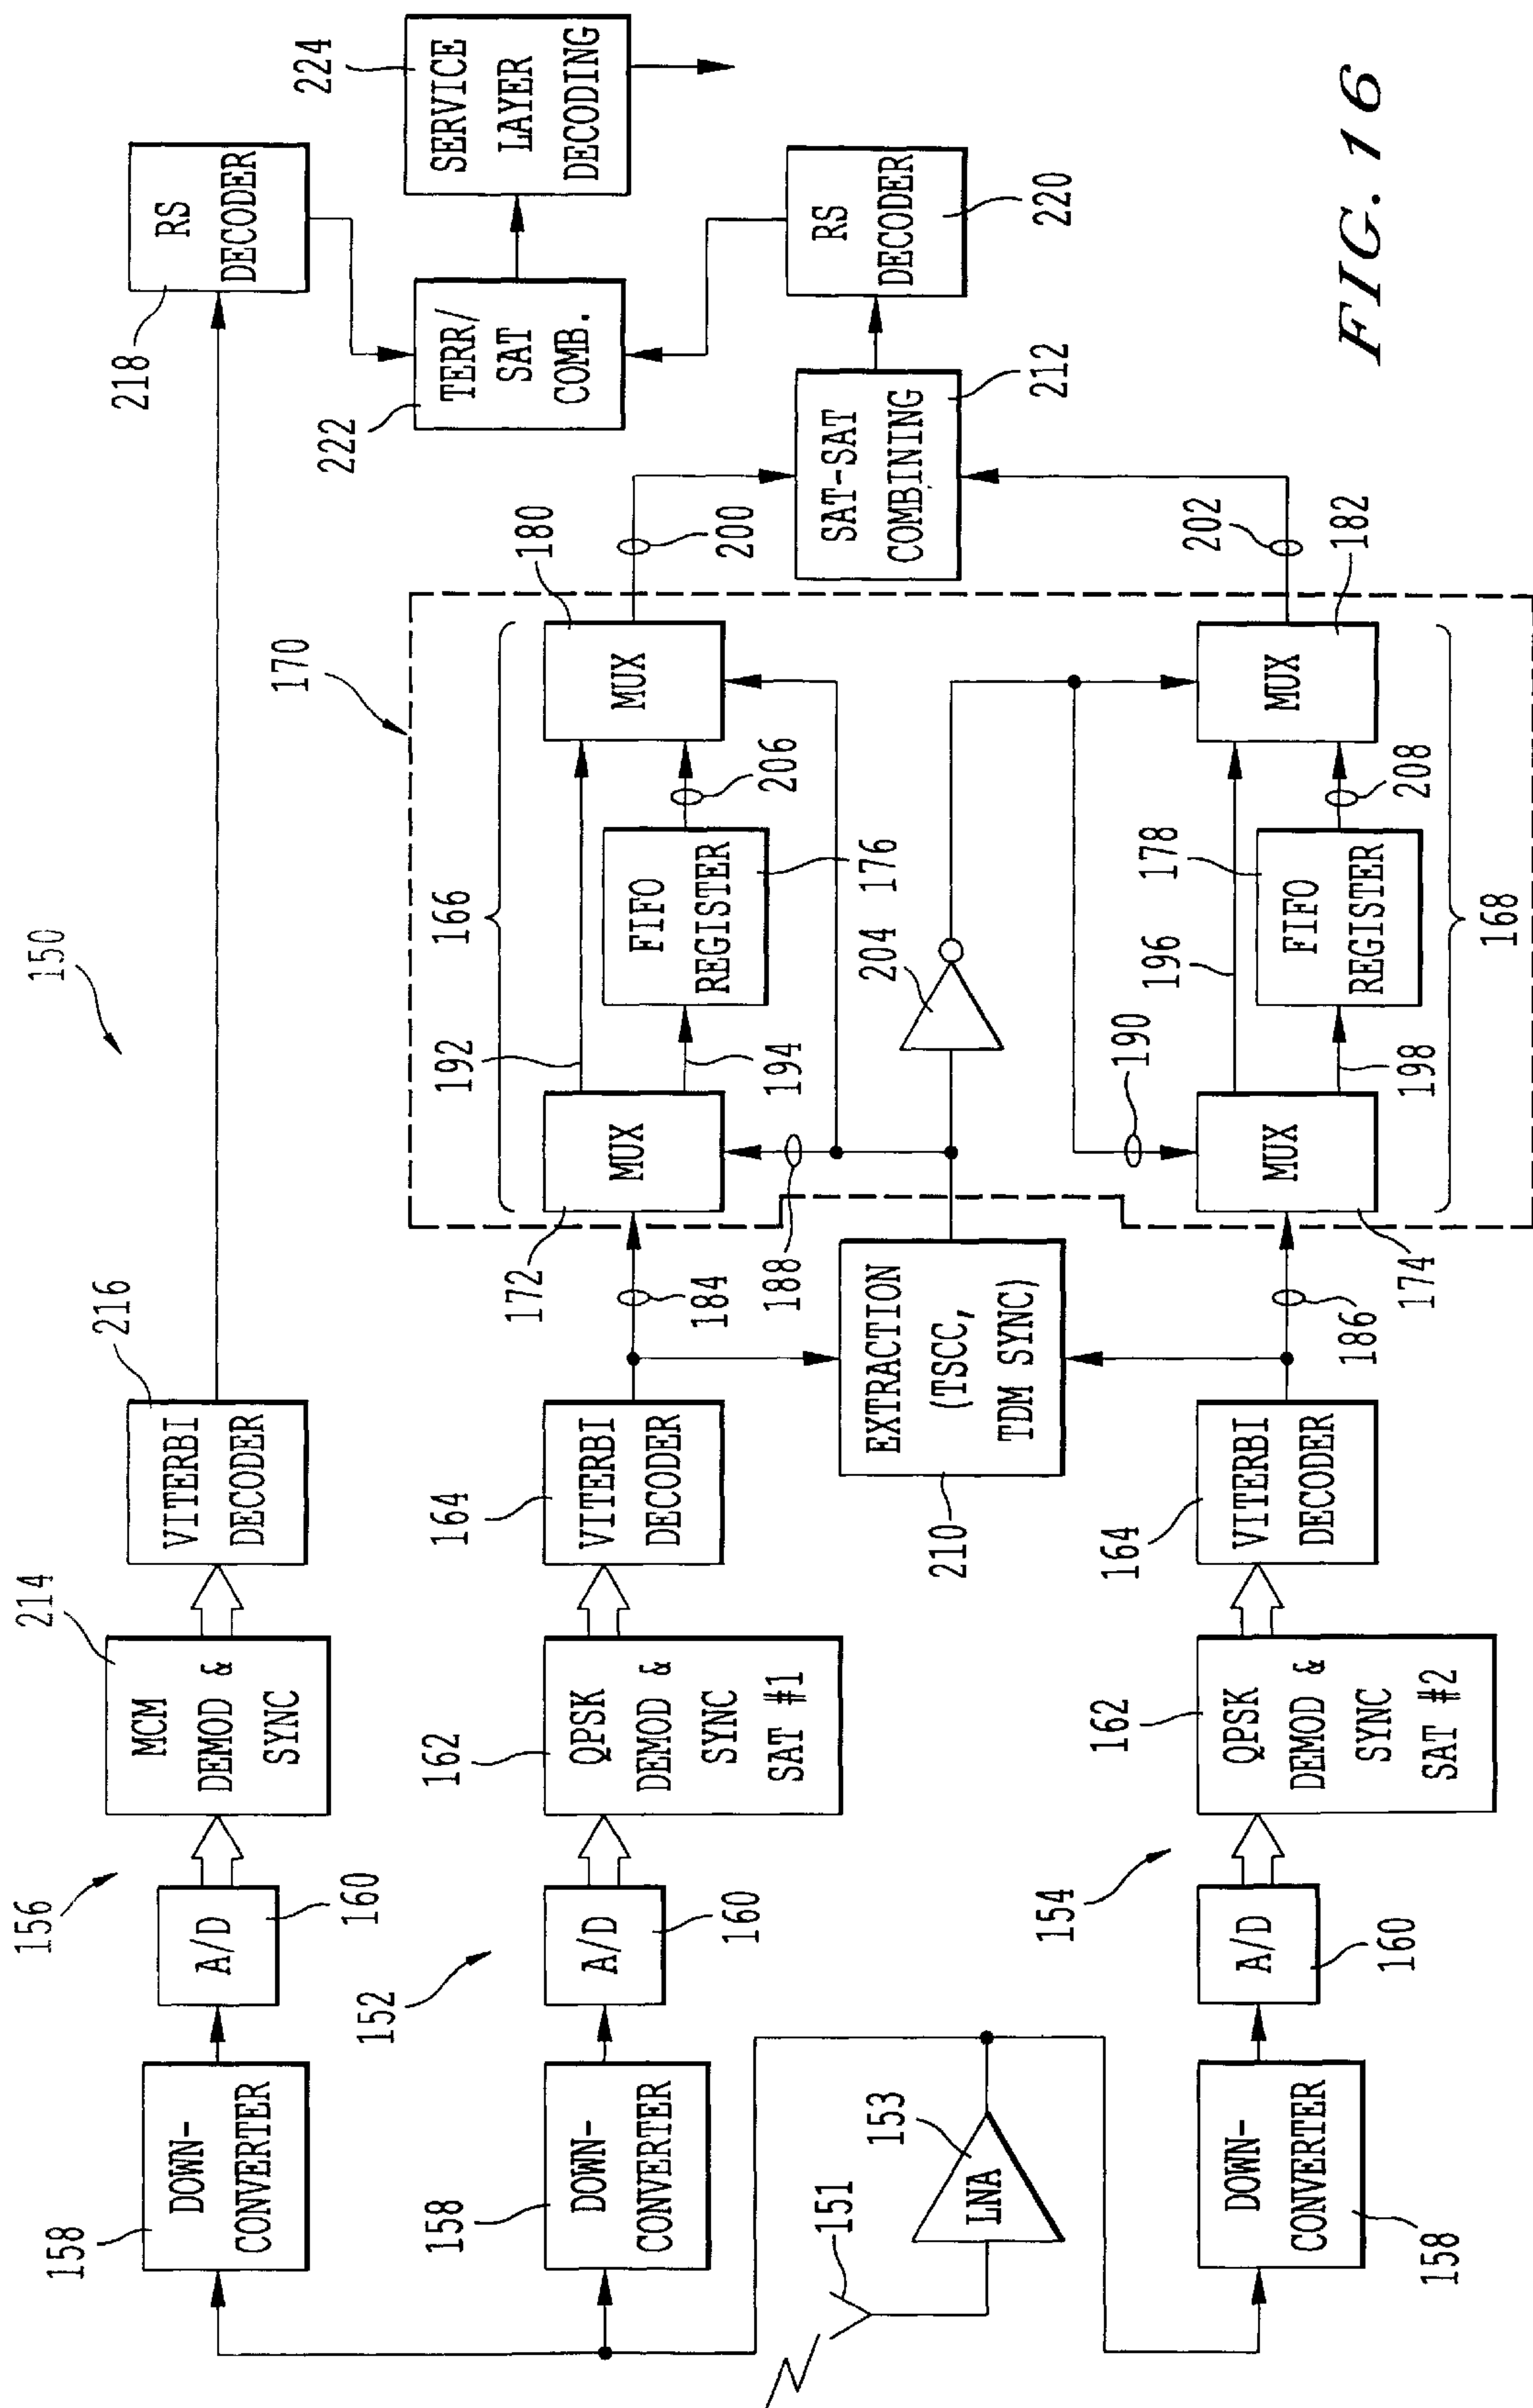 150
156
158
DOWN-
CONVERTER
A/D
160
214
MCM
DEMOD &
SYNC
216
VITERBI
DECODER
218
RS
DECODER
152
158
DOWN-
CONVERTER
A/D
160
162
QPSK
DEMOD &
SYNC
SAT #1
164
VITERBI
DECODER
184
170
166
172
MUX
188
192
194
FIFO
REGISTER
176
206
180
MUX
200
222
TERR/
SAT
COMB.
224
SERVICE
LAYER
DECODING
151
153
LNA
210
EXTRACTION
(TSCC,
TDM SYNC)
204
SAT-SAT
COMBINING
212
RS
DECODER
220
154
158
DOWN-
CONVERTER
A/D
160
162
QPSK
DEMOD &
SYNC
SAT #2
164
VITERBI
DECODER
186
174
MUX
190
196
198
178
FIFO
REGISTER
208
168
182
MUX
202
FIG. 16